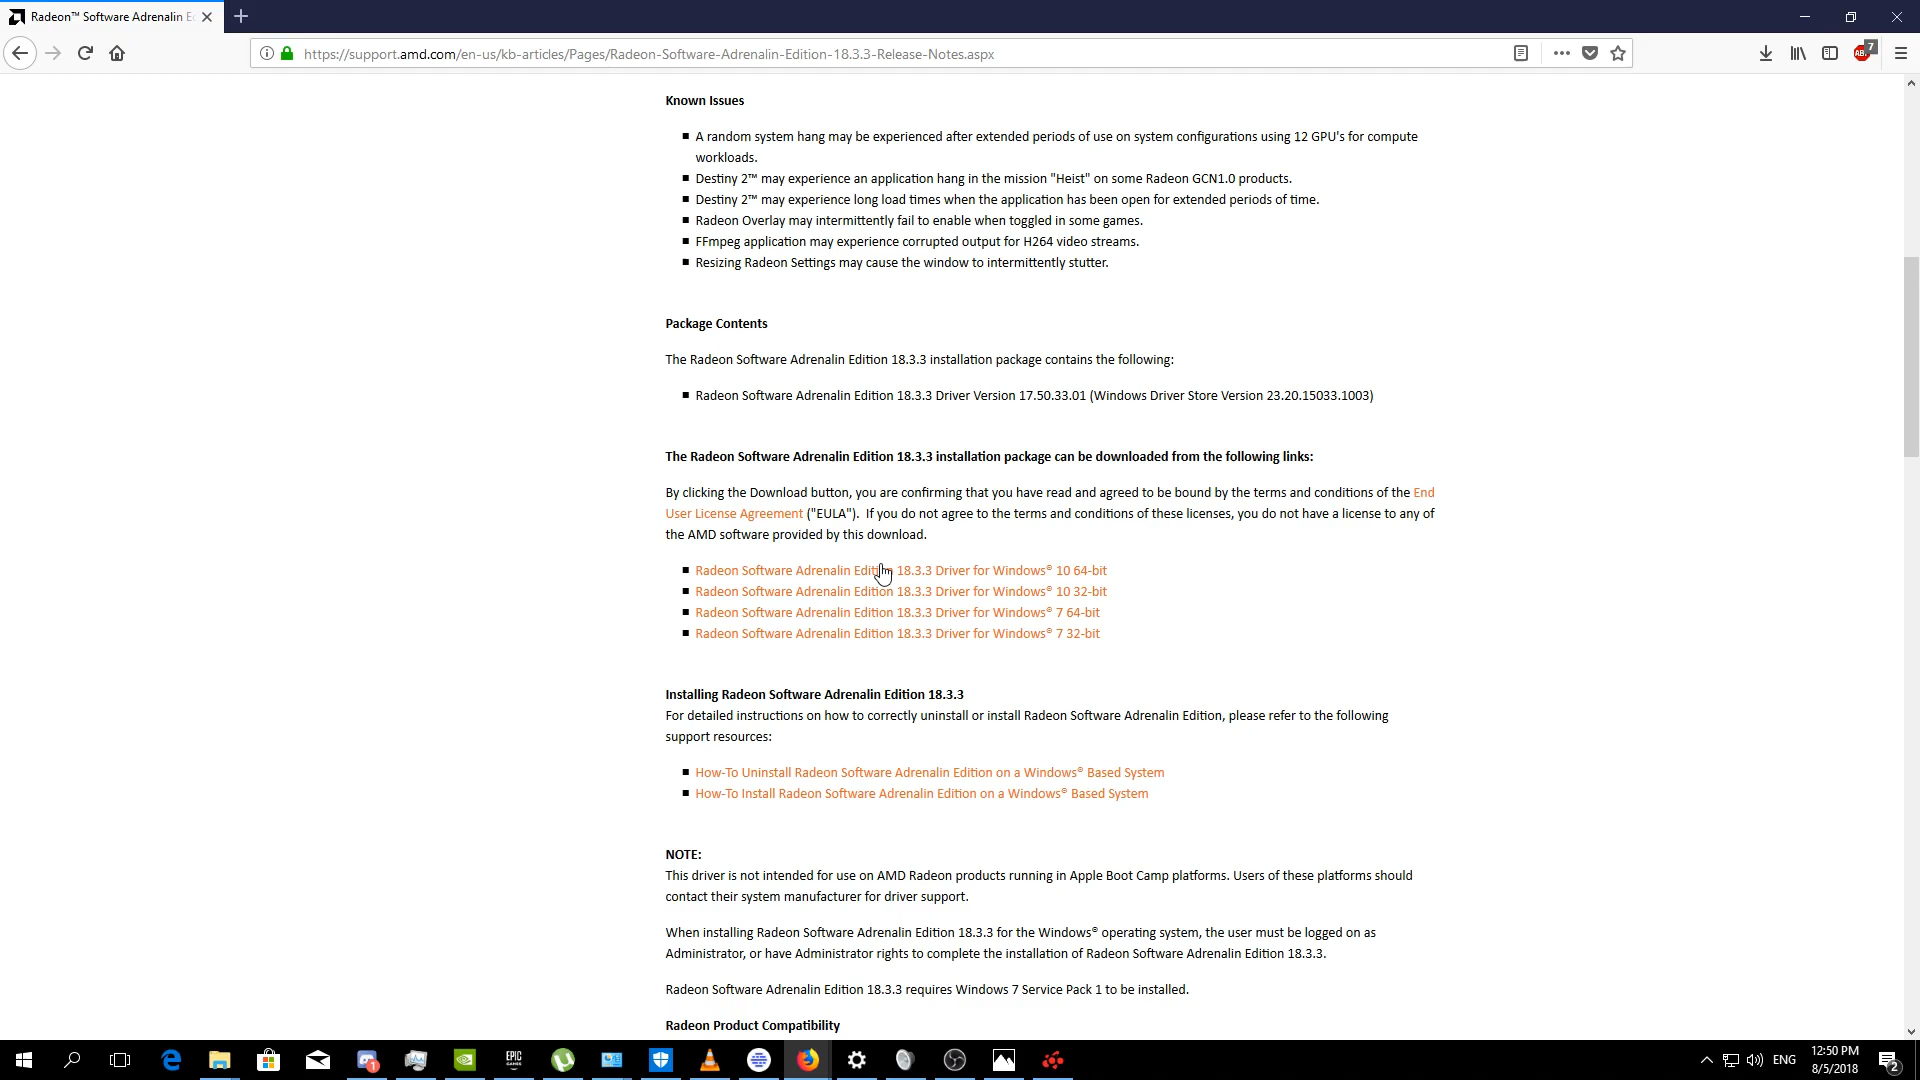 Radeon™ Software Adrenalin E
https://support.amd.com/en-us/kb-articles/Pages/Radeon-Software-Adrenalin-Edition-18.3.3-Release-Notes.aspx
7
Known Issues
A random system hang may be experienced after extended periods of use on system configurations using 12 GPU's for compute
workloads.
Destiny 2™ may experience an application hang in the mission "Heist" on some Radeon GCN1.0 products.
Destiny 2™ may experience long load times when the application has been open for extended periods of time.
Radeon Overlay may intermittently fail to enable when toggled in some games.
FFmpeg application may experience corrupted output for H264 video streams.
Resizing Radeon Settings may cause the window to intermittently stutter.
Package Contents
The Radeon Software Adrenalin Edition 18.3.3 installation package contains the following:
Radeon Software Adrenalin Edition 18.3.3 Driver Version 17.50.33.01 (Windows Driver Store Version 23.20.15033.1003)
The Radeon Software Adrenalin Edition 18.3.3 installation package can be downloaded from the following links:
By clicking the Download button, you are confirming that you have read and agreed to be bound by the terms and conditions of the End
User License Agreement ("EULA").  If you do not agree to the terms and conditions of these licenses, you do not have a license to any of
the AMD software provided by this download.
Radeon Software Adrenalin Edition 18.3.3 Driver for Windows® 10 64-bit
Radeon Software Adrenalin Edition 18.3.3 Driver for Windows® 10 32-bit
Radeon Software Adrenalin Edition 18.3.3 Driver for Windows® 7 64-bit
Radeon Software Adrenalin Edition 18.3.3 Driver for Windows® 7 32-bit
Installing Radeon Software Adrenalin Edition 18.3.3
For detailed instructions on how to correctly uninstall or install Radeon Software Adrenalin Edition, please refer to the following
support resources:
How-To Uninstall Radeon Software Adrenalin Edition on a Windows® Based System
How-To Install Radeon Software Adrenalin Edition on a Windows® Based System
NOTE:
This driver is not intended for use on AMD Radeon products running in Apple Boot Camp platforms. Users of these platforms should
contact their system manufacturer for driver support.
When installing Radeon Software Adrenalin Edition 18.3.3 for the Windows® operating system, the user must be logged on as
Administrator, or have Administrator rights to complete the installation of Radeon Software Adrenalin Edition 18.3.3.
Radeon Software Adrenalin Edition 18.3.3 requires Windows 7 Service Pack 1 to be installed.
Radeon Product Compatibility
EPIC
GAMES
1
ENG
12:50 PM
8/5/2018
2